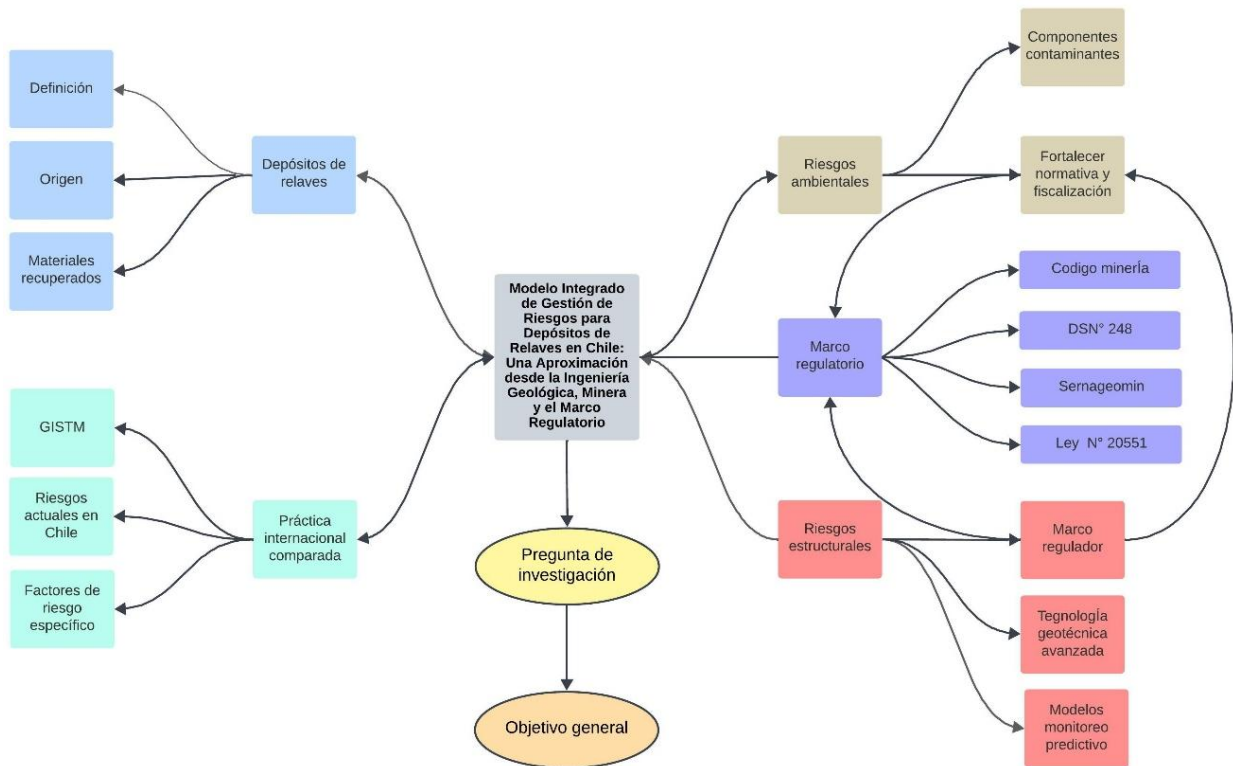 Definición
Origen
Materiales
recuperados
Depósitos de
relaves
GISTM
Riesgos
actuales en
Chile
Factores de
riesgo
específico
Práctica
internacional
comparada
Modelo Integrado
de Gestión de
Riesgos para
Depósitos de
Relaves en Chile:
Una Aproximación
desde la Ingeniería
Geológica, Minera
y el Marco
Regulatorio
Pregunta de
investigación
Objetivo general
Riesgos
ambientales
Componentes
contaminantes
Fortalecer
normativa y
fiscalización
Marco
regulatorio
Codigo minerÍa
DSN° 248
Sernageomin
Ley N° 20551
Riesgos
estructurales
Marco
regulador
TegnologÍa
geotécnica
avanzada
Modelos
monitoreo
predictivo